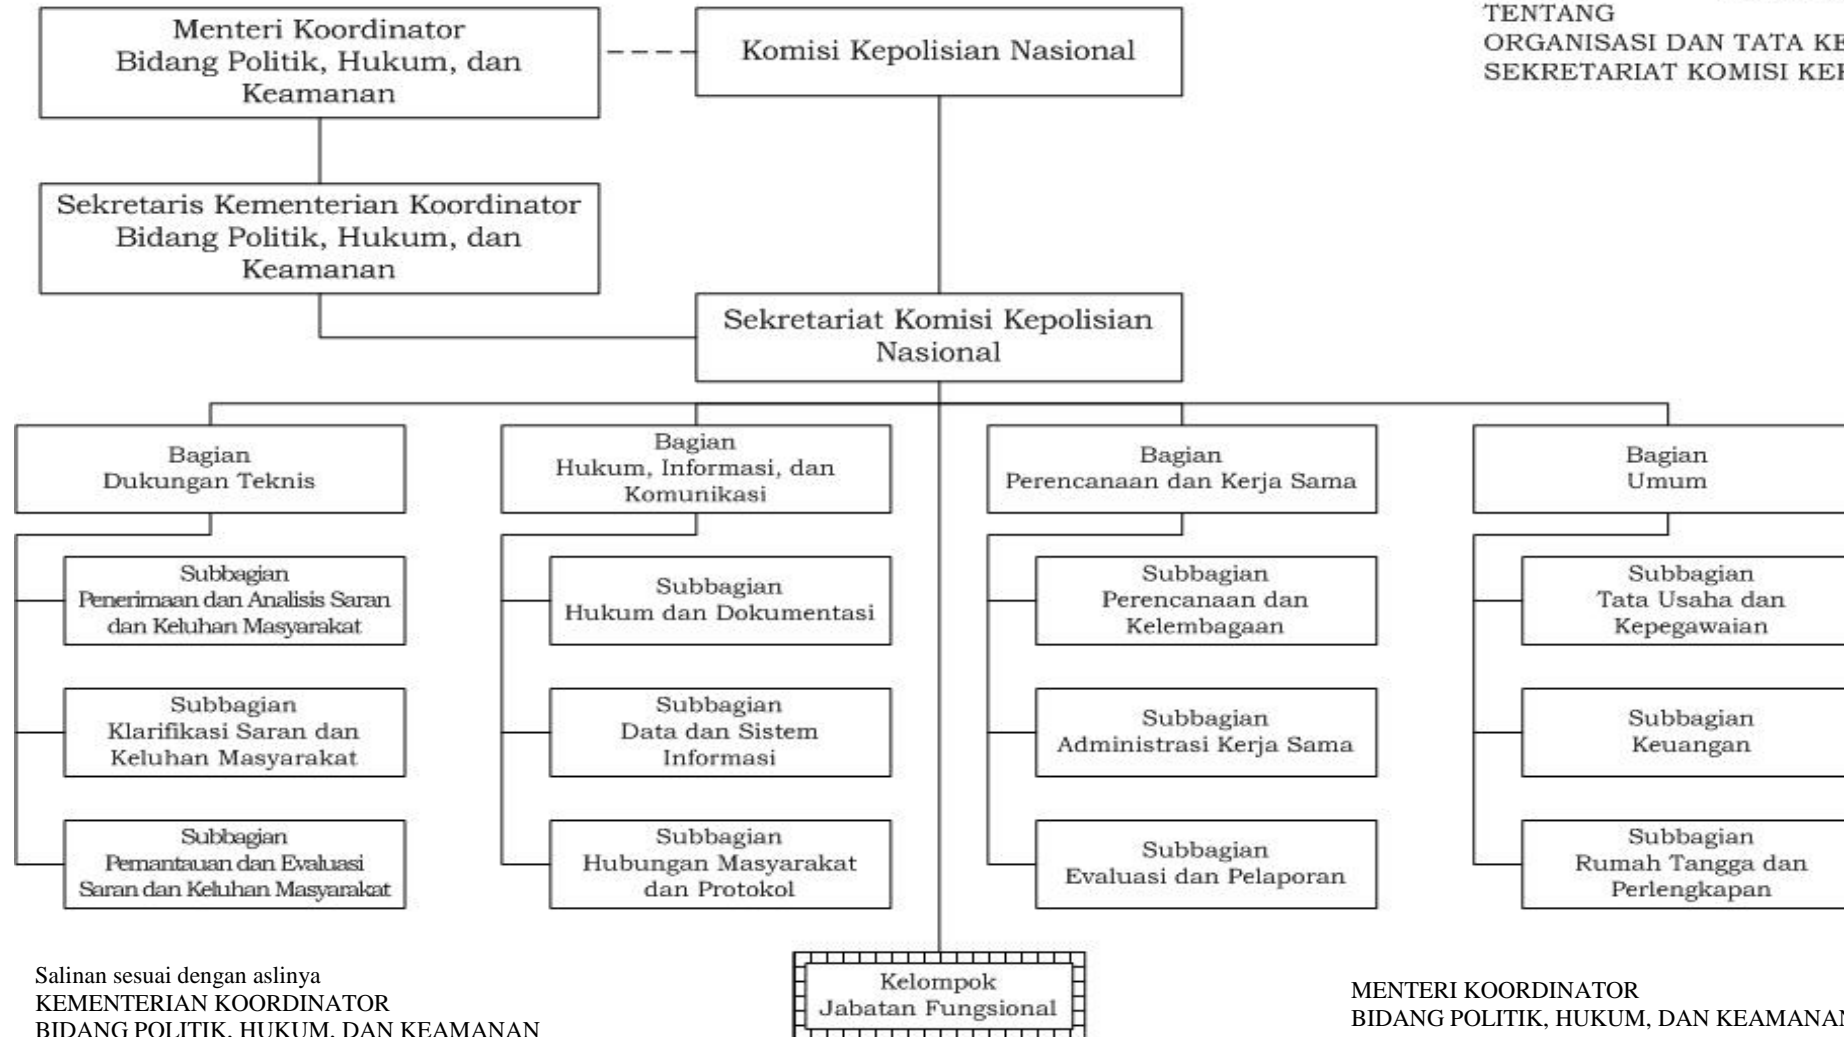 TENTANG
ORGANISASI DAN TATA
SEKRETARIAT KOMISI
Menteri Koordinator
Bidang Politik, Hukum, dan
Keamanan
Komisi Kepolisian Nasional
Sekretaris Kementerian Koordinator
Bidang Politik, Hukum, dan
Keamanan
Sekretariat Komisi Kepolisian
Nasional
Bagian
Dukungan Teknis
Bagian
Hukum, Informasi, dan
Komunikasi
Bagian
Perencanaan dan Kerja Sama
Bagian
Umum
Subbagian
Penerimaan dan Analisis Saran
dan Keluhan Masyarakat
Subbagian
Hukum dan Dokumentasi
Subbagian
Perencanaan dan
Kelembagaan
Subbagian
Tata Usaha dan
Kepegawaian
Subbagian
Klarifikasi Saran dan
Keluhan Masyarakat
Subbagian
Data dan Sistem
Informasi
Subbagian
Administrasi Kerja Sama
Subbagian
Keuangan
Subbagian
Pemantauan dan Evaluasi
Saran dan Keluhan Masyarakat
Subbagian
Hubungan Masyarakat
dan Protokol
Subbagian
Evaluasi dan Pelaporan
Subbagian
Rumah Tangga dan
Perlengkapan
Kelompok
Jabatan Fungsional
Salinan sesuai dengan aslinya
KEMENTERIAN KOORDINATOR
BIDANG POLITIK, HUKUM, DAN KEAMANAN
MENTERI KOORDINATOR
BIDANG POLITIK, HUKUM, DAN KEAMANAN